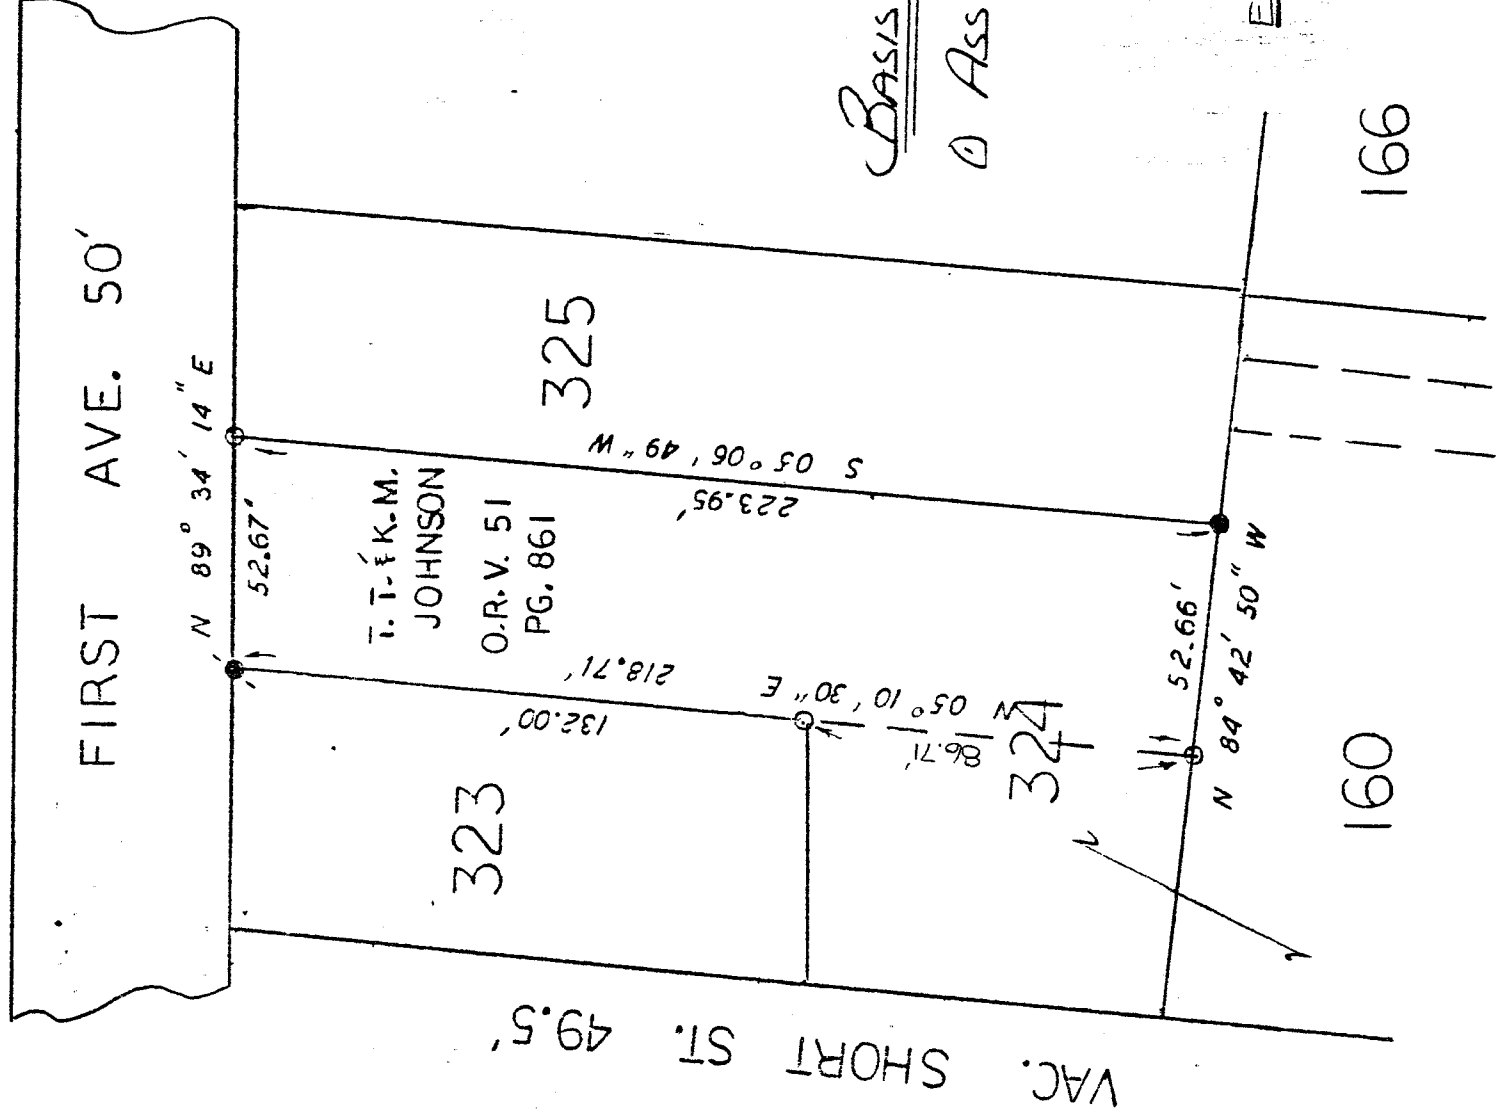 FIRST AVE. 50'
N 89° 34' 14" E
52.67'
T. T. & K. M.
JOHNSON
O.R.V. 51
PG. 861
325
S 05° 06' 49" W
223.95'
218.71'
132.00'
N 05° 10' 30" E
86.71'
323
324
52.66'
N 84° 42' 50" W
160
166
VAC. SHORT ST. 49.5'
BASIS
Ass